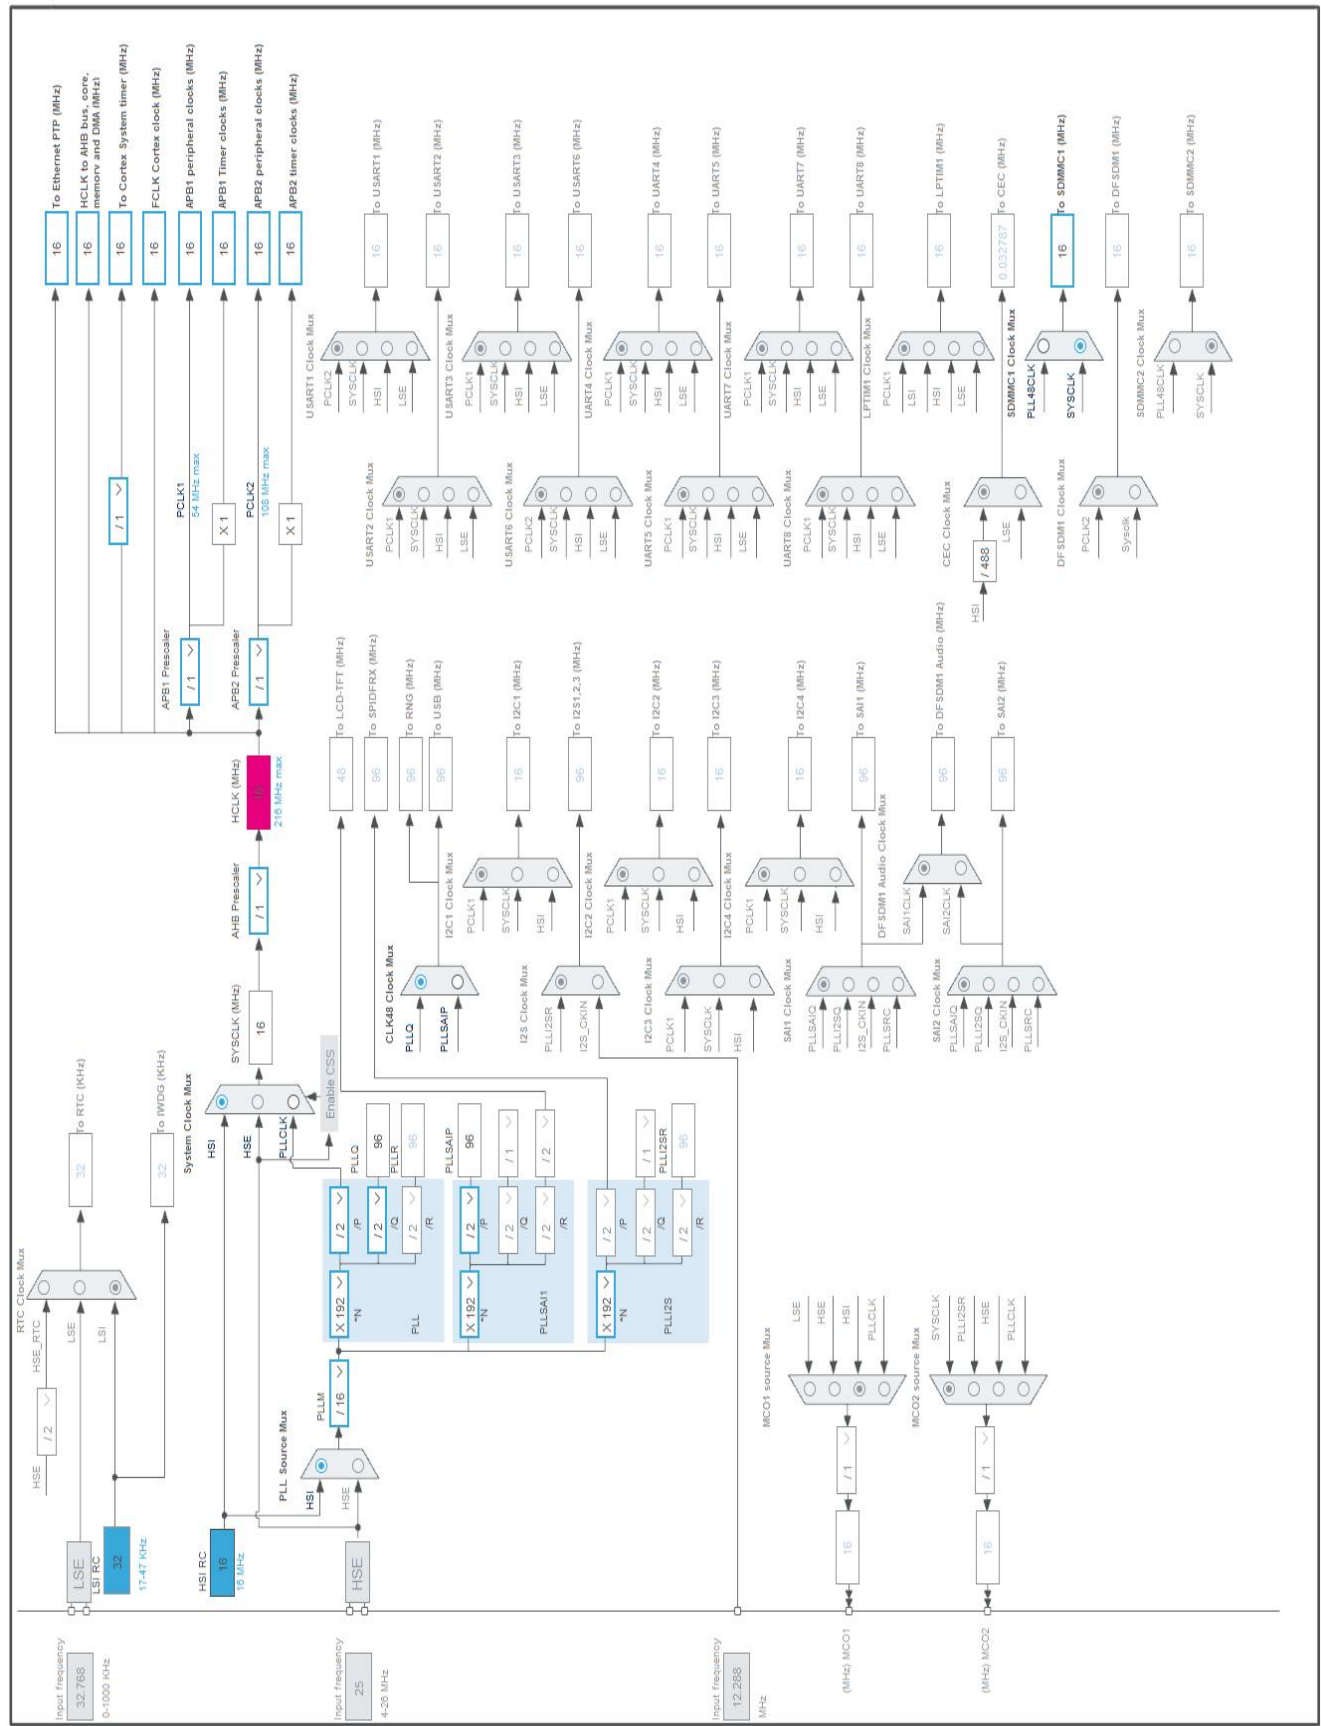 Input frequency
32.768
0-1000 KHz
LSE
LSI RC
32
17-47 KHz
HSE
/ 2
HSE_RTC
LSE
LSI
RTC Clock Mux
32
To RTC (KHz)
32
To IWDG (KHz)
HSI RC
16
16 MHz
Input frequency
25
4-26 MHz
HSE
PLL Source Mux
HSI
HSE
PLLM
/ 16
X 192
*N
PLL
/ 2
/P
/ 2
/Q
/ 2
/R
PLLQ
96
PLLR
96
X 192
*N
PLLSAI1
/ 2
/P
/ 2
/Q
/ 2
/R
PLLSAIP
96
/ 1
/ 2
X 192
*N
PLLI2S
/ 2
/P
/ 2
/Q
/ 2
/R
/ 1
PLLI2SR
96
System Clock Mux
HSI
HSE
PLLCLK
Enable CSS
SYSCLK (MHz)
16
AHB Prescaler
/ 1
HCLK (MHz)
16
216 MHz max
APB1 Prescaler
/ 1
APB2 Prescaler
/ 1
/ 1
PCLK1
54 MHz max
X 1
PCLK2
108 MHz max
X 1
16
To Ethernet PTP (MHz)
16
HCLK to AHB bus, core,
memory and DMA (MHz)
16
To Cortex System timer (MHz)
16
FCLK Cortex clock (MHz)
16
APB1 peripheral clocks (MHz)
16
APB1 Timer clocks (MHz)
16
APB2 peripheral clocks (MHz)
16
APB2 timer clocks (MHz)
48
To LCD-TFT (MHz)
96
To SPIDFRX (MHz)
96
To RNG (MHz)
96
To USB (MHz)
CLK48 Clock Mux
PLLQ
PLLSAIP
I2C1 Clock Mux
PCLK1
SYSCLK
HSI
16
To I2C1 (MHz)
I2S Clock Mux
PLLI2SR
I2S_CKIN
96
To I2S1,2,3 (MHz)
I2C2 Clock Mux
PCLK1
SYSCLK
HSI
16
To I2C2 (MHz)
I2C3 Clock Mux
PCLK1
SYSCLK
HSI
16
To I2C3 (MHz)
I2C4 Clock Mux
PCLK1
SYSCLK
HSI
16
To I2C4 (MHz)
SAI1 Clock Mux
PLLSAIQ
PLLI2SQ
I2S_CKIN
PLLSRC
96
To SAI1 (MHz)
DFSDM1 Audio Clock Mux
SAI1CLK
SAI2CLK
96
To DFSDM1 Audio (MHz)
SAI2 Clock Mux
PLLSAIQ
PLLI2SQ
I2S_CKIN
PLLSRC
96
To SAI2 (MHz)
USART1 Clock Mux
PCLK2
SYSCLK
HSI
LSE
16
To USART1 (MHz)
USART2 Clock Mux
PCLK1
SYSCLK
HSI
LSE
16
To USART2 (MHz)
USART3 Clock Mux
PCLK1
SYSCLK
HSI
LSE
16
To USART3 (MHz)
USART6 Clock Mux
PCLK2
SYSCLK
HSI
LSE
16
To USART6 (MHz)
UART4 Clock Mux
PCLK1
SYSCLK
HSI
LSE
16
To UART4 (MHz)
UART5 Clock Mux
PCLK1
SYSCLK
HSI
LSE
16
To UART5 (MHz)
UART7 Clock Mux
PCLK1
SYSCLK
HSI
LSE
16
To UART7 (MHz)
UART8 Clock Mux
PCLK1
SYSCLK
HSI
LSE
16
To UART8 (MHz)
LPTIM1 Clock Mux
PCLK1
LSI
HSI
LSE
16
To LPTIM1 (MHz)
HSI
/ 488
CEC Clock Mux
LSE
0.032787
To CEC (MHz)
SDMMC1 Clock Mux
PLL48CLK
SYSCLK
16
To SDMMC1 (MHz)
DFSDM1 Clock Mux
PCLK2
Sysclk
16
To DFSDM1 (MHz)
SDMMC2 Clock Mux
PLL48CLK
SYSCLK
16
To SDMMC2 (MHz)
Input frequency
12.288
MHz
(MHz) MCO1
16
/ 1
MCO1 source Mux
LSE
HSE
HSI
PLLCLK
(MHz) MCO2
16
/ 1
MCO2 source Mux
SYSCLK
PLLI2SR
HSE
PLLCLK